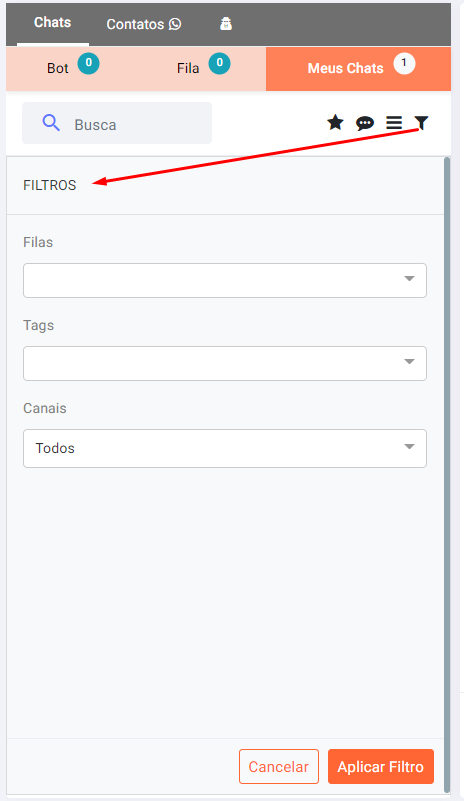 Chats Contatos
Bot 0 Fila 0 Meus Chats 1
Busca
FILTROS
Filas
Tags
Canais
Todos
Cancelar Aplicar Filtro